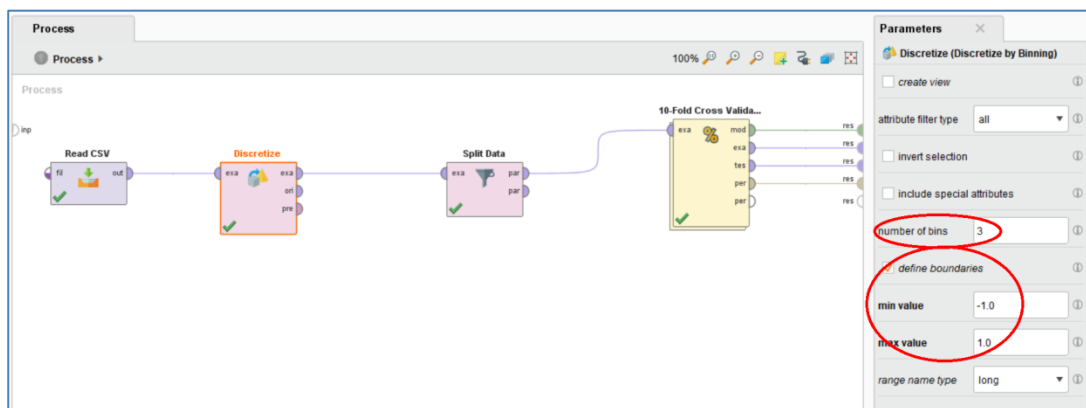 Process
Process
100%
Process
inp
Read CSV
fil
out
Discretize
exa
exa
ori
pre
Split Data
exa
par
par
10-Fold Cross Valida...
exa
%
mod
exa
tes
per
per
res
res
res
res
res
Parameters
Discretize (Discretize by Binning)
create view
attribute filter type
all
invert selection
include special attributes
number of bins
3
define boundaries
min value
-1.0
max value
1.0
range name type
long